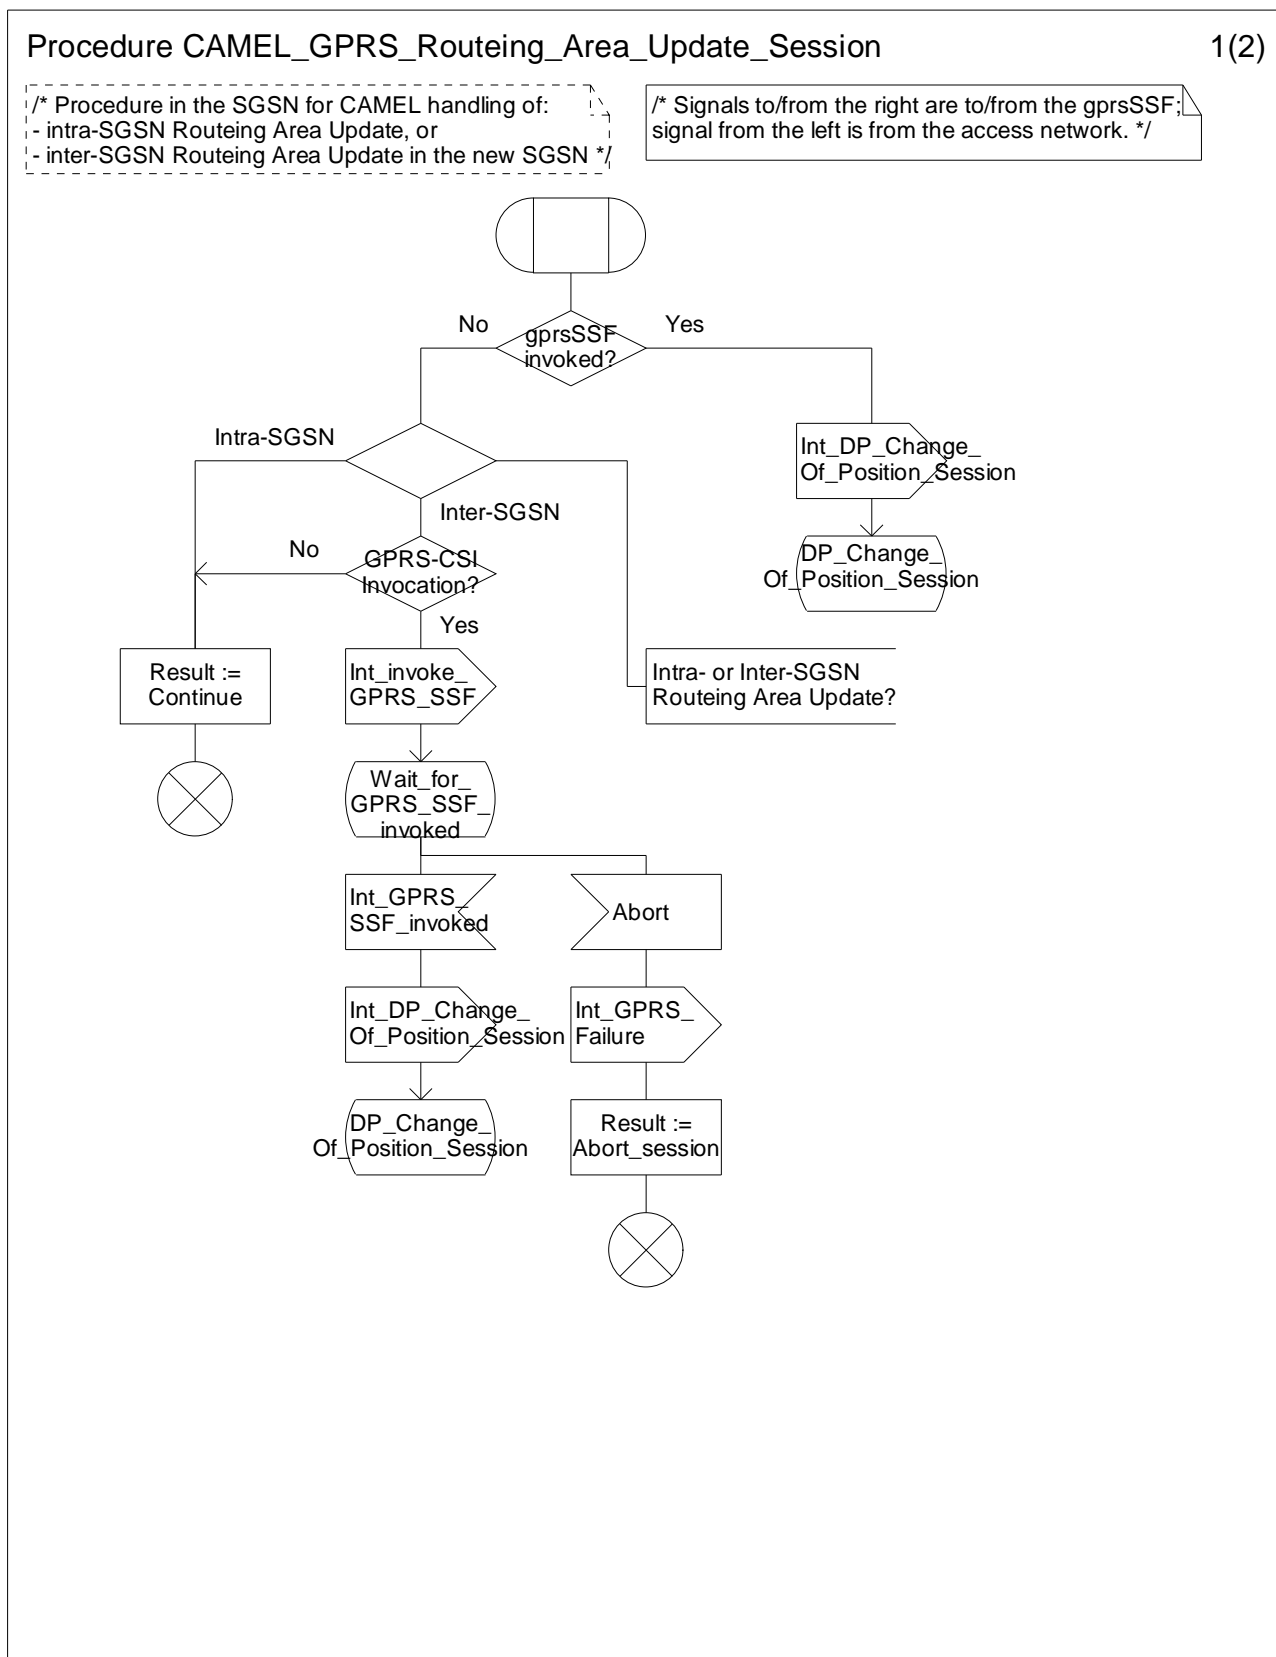 Procedure CAMEL_GPRS_Routeing_Area_Update_Session
1(2)
/* Procedure in the SGSN for CAMEL handling of:
- intra-SGSN Routeing Area Update, or
- inter-SGSN Routeing Area Update in the new SGSN */
/* Signals to/from the right are to/from the gprsSSF;
signal from the left is from the access network. */
No
gprsSSF
invoked?
Yes
Intra-SGSN
Int_DP_Change_
Of_Position_Session
Inter-SGSN
No
GPRS-CSI
Invocation?
DP_Change_
Of_Position_Session
Yes
Result :=
Continue
Int_invoke_
GPRS_SSF
Intra- or Inter-SGSN
Routeing Area Update?
Wait_for_
GPRS_SSF_
invoked
Int_GPRS_
SSF_invoked
Abort
Int_DP_Change_
Of_Position_Session
Int_GPRS_
Failure
DP_Change_
Of_Position_Session
Result :=
Abort_session